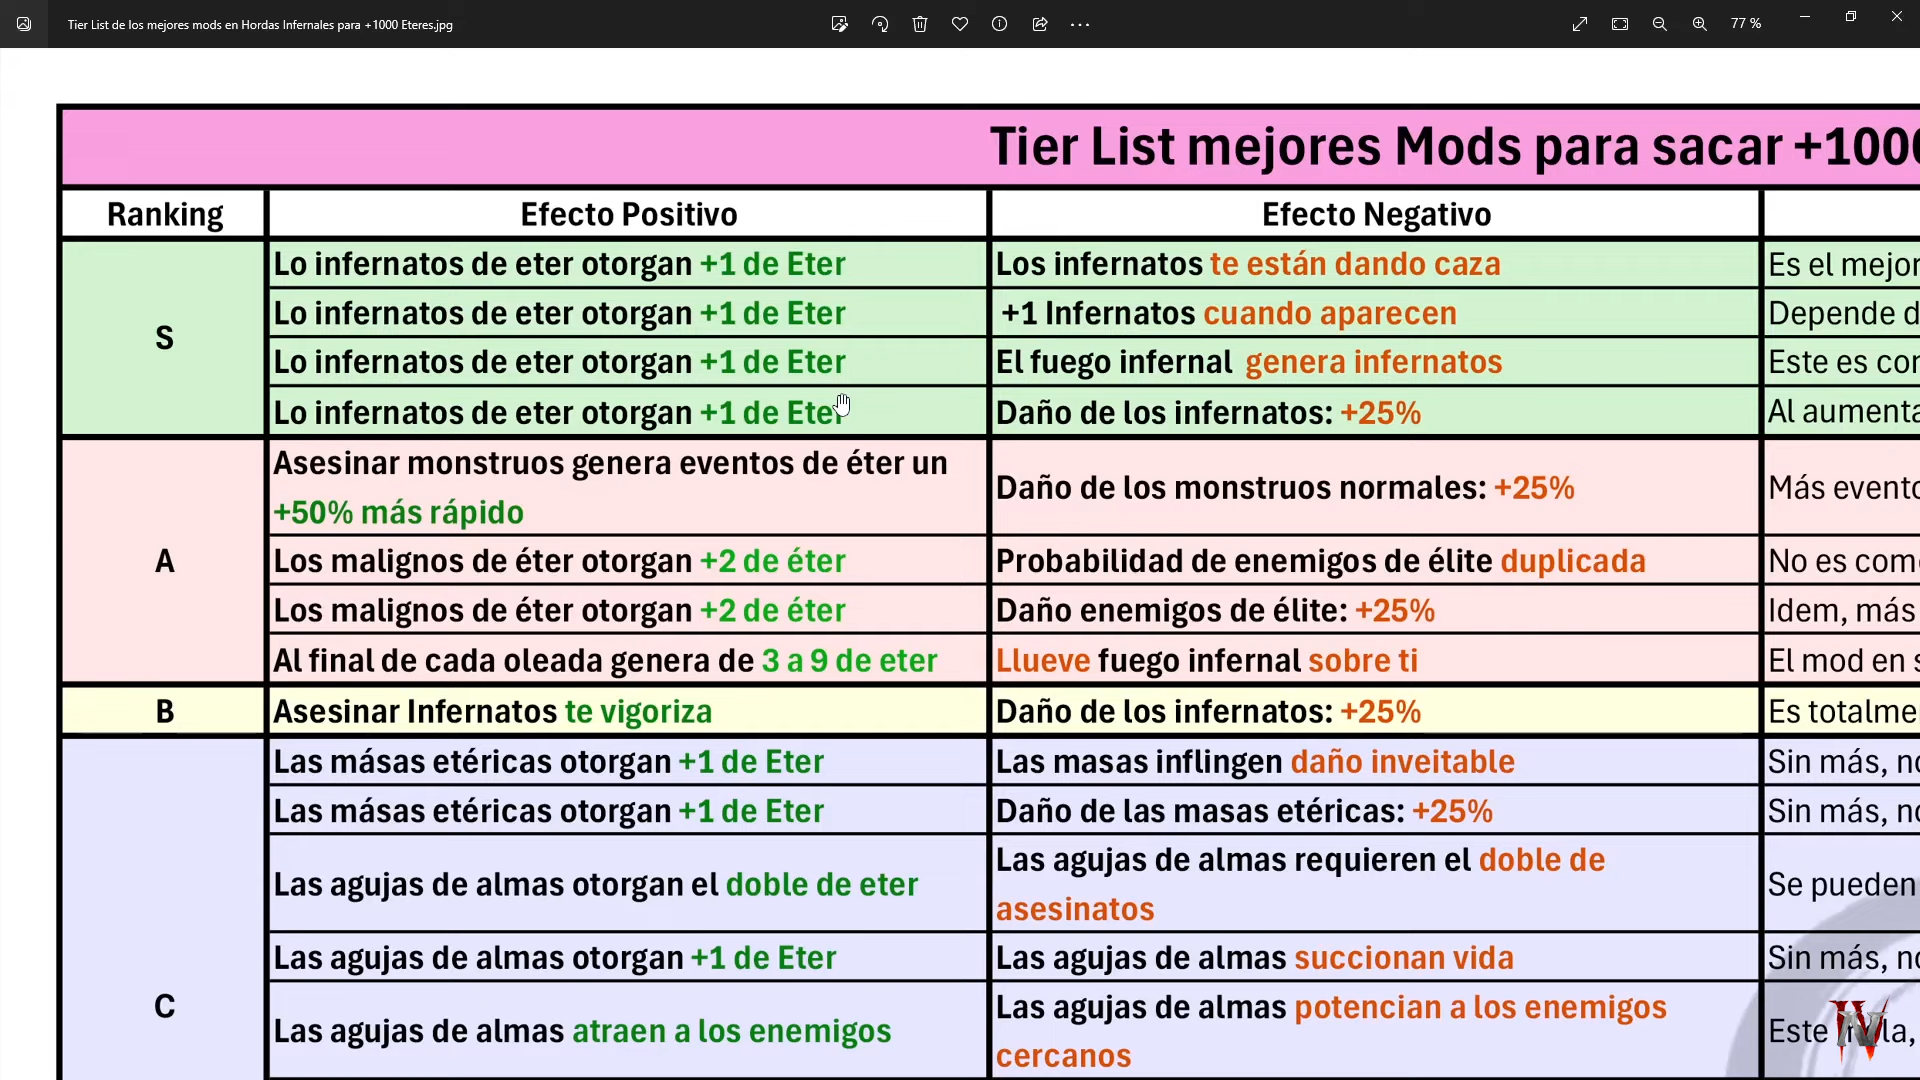 Tier List de los mejores mods en Hordas Infernales para +1000 Eteres.jpg
77 %
Tier List mejores Mods para sacar +1000
Ranking
Efecto Positivo
Efecto Negativo
S
Lo infernatos de eter otorgan +1 de Eter
Los infernatos te están dando caza
Es el mejor
Lo infernatos de eter otorgan +1 de Eter
+1 Infernatos cuando aparecen
Depende d
Lo infernatos de eter otorgan +1 de Eter
El fuego infernal genera infernatos
Este es con
Lo infernatos de eter otorgan +1 de Eter
Daño de los infernatos: +25%
Al aumenta
A
Asesinar monstruos genera eventos de éter un
+50% más rápido
Daño de los monstruos normales: +25%
Más evento
Los malignos de éter otorgan +2 de éter
Probabilidad de enemigos de élite duplicada
No es como
Los malignos de éter otorgan +2 de éter
Daño enemigos de élite: +25%
Idem, más
Al final de cada oleada genera de 3 a 9 de eter
Llueve fuego infernal sobre ti
El mod en s
B
Asesinar Infernatos te vigoriza
Daño de los infernatos: +25%
Es totalme
C
Las másas etéricas otorgan +1 de Eter
Las masas inflingen daño inveitable
Sin más, no
Las másas etéricas otorgan +1 de Eter
Daño de las masas etéricas: +25%
Sin más, no
Las agujas de almas otorgan el doble de eter
Las agujas de almas requieren el doble de
asesinatos
Se pueden
Las agujas de almas otorgan +1 de Eter
Las agujas de almas succionan vida
Sin más, no
Las agujas de almas atraen a los enemigos
Las agujas de almas potencian a los enemigos
cercanos
Este
IV